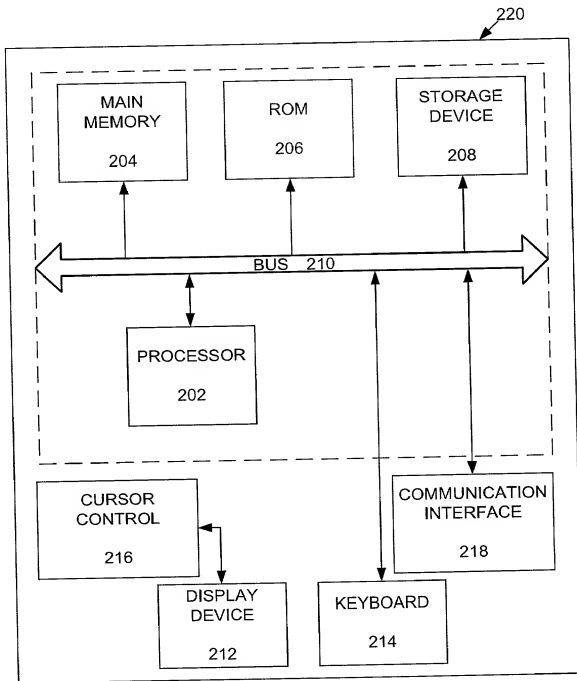 220
MAIN
MEMORY
204
ROM
206
STORAGE
DEVICE
208
BUS 210
PROCESSOR
202
CURSOR
CONTROL
216
DISPLAY
DEVICE
212
KEYBOARD
214
COMMUNICATION
INTERFACE
218